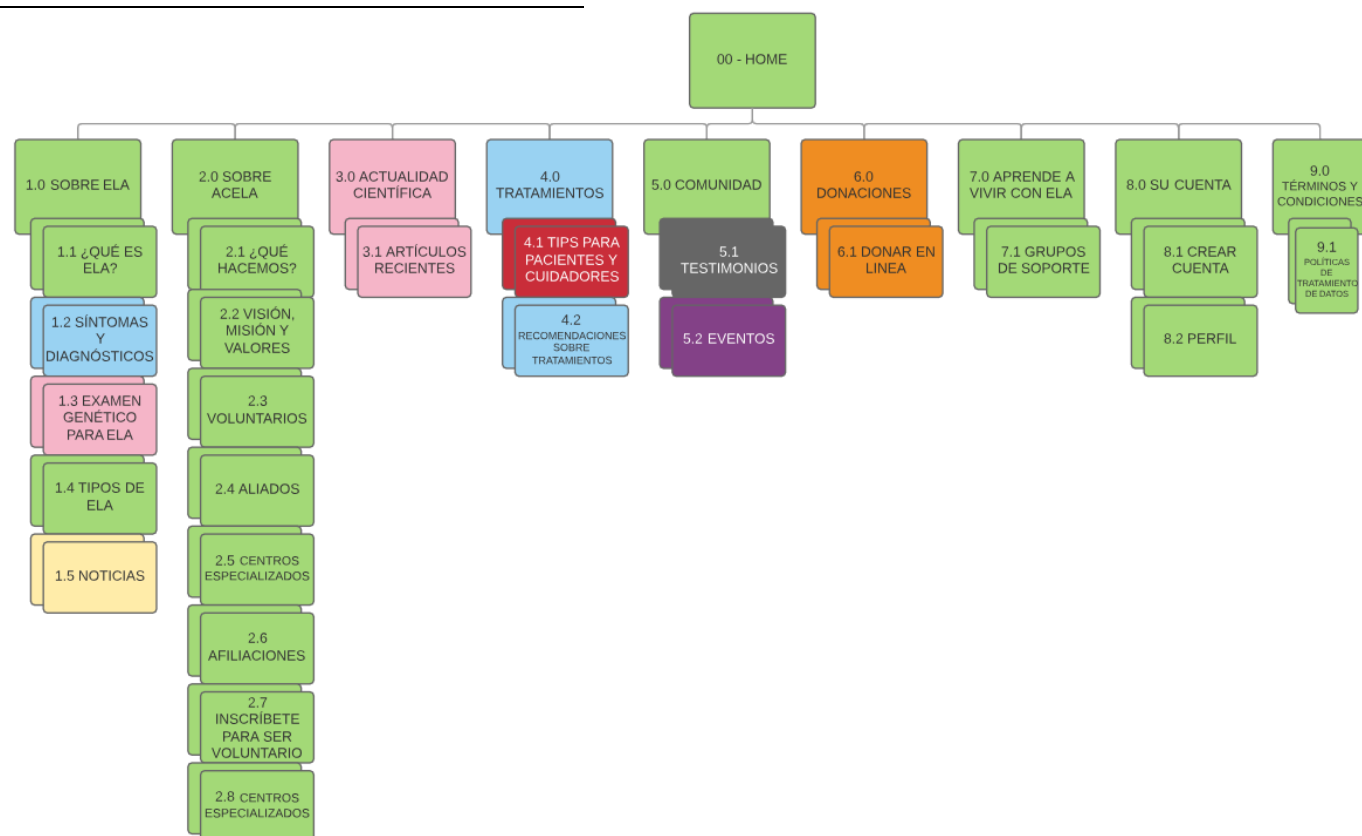 00 - HOME
1.0 SOBRE ELA
1.1 ¿QUÉ ES
ELA?
1.2 SÍNTOMAS
Y
DIAGNÓSTICOS
1.3 EXAMEN
GENÉTICO
PARA ELA
1.4 TIPOS DE
ELA
1.5 NOTICIAS
2.0 SOBRE
ACELA
2.1 ¿QUÉ
HACEMOS?
2.2 VISIÓN,
MISIÓN Y
VALORES
2.3
VOLUNTARIOS
2.4 ALIADOS
2.5 CENTROS
ESPECIALIZADOS
2.6
AFILIACIONES
2.7
INSCRÍBETE
PARA SER
VOLUNTARIO
2.8 CENTROS
ESPECIALIZADOS
3.0 ACTUALIDAD
CIENTÍFICA
3.1 ARTÍCULOS
RECIENTES
4.0
TRATAMIENTOS
4.1 TIPS PARA
PACIENTES Y
CUIDADORES
4.2
RECOMENDACIONES
SOBRE
TRATAMIENTOS
5.0 COMUNIDAD
5.1
TESTIMONIOS
5.2 EVENTOS
6.0
DONACIONES
6.1 DONAR EN
LINEA
7.0 APRENDE A
VIVIR CON ELA
7.1 GRUPOS
DE SOPORTE
8.0 SU CUENTA
8.1 CREAR
CUENTA
8.2 PERFIL
9.0
TÉRMINOS Y
CONDICIONES
9.1
POLÍTICAS
DE
TRATAMIENTO
DE DATOS